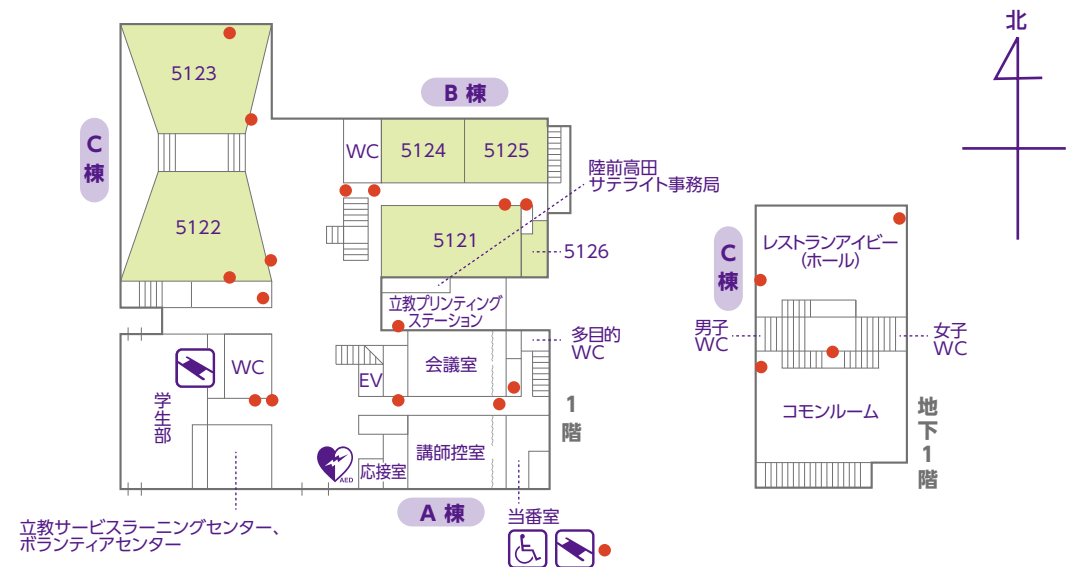 北
5123
B 棟
C
棟
WC
5124
5125
陸前高田
サテライト事務局
5122
5121
5126
C
棟
レストランアイビー
(ホール)
立教プリンティング
ステーション
男子
WC
女子
WC
多目的
WC
会議室
WC
EV
学生部
1
階
コモンルーム
地下1階
講師控室
応接室
AED
A 棟
当番室
立教サービスラーニングセンター、
ボランティアセンター